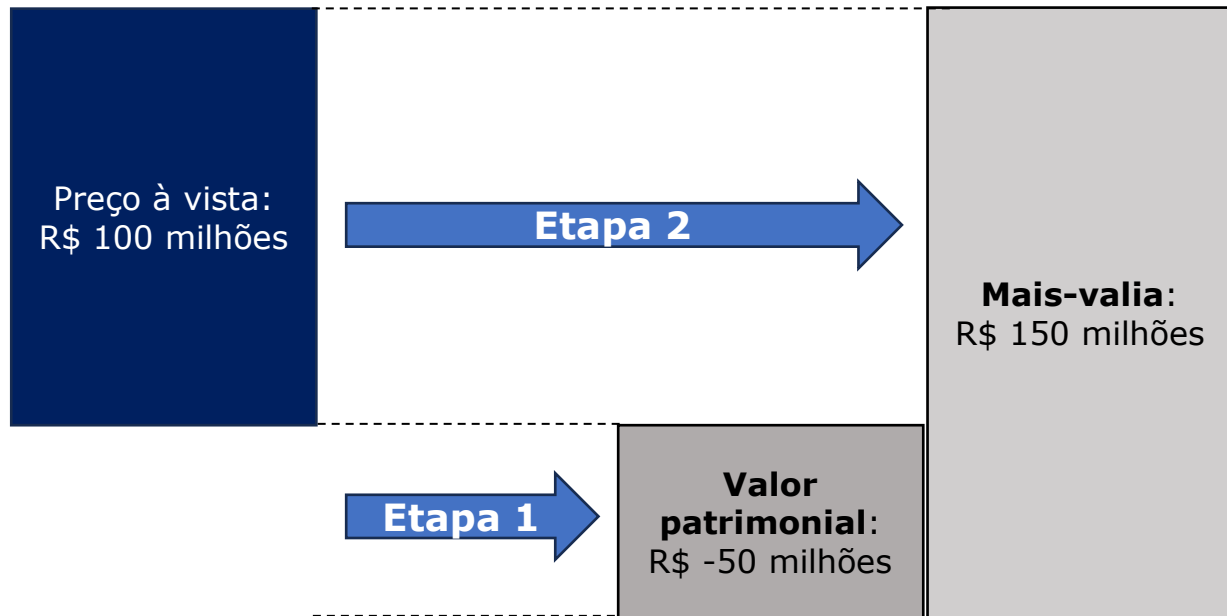 Preço à vista:
R$ 100 milhões
Etapa 2
Mais-valia:
R$ 150 milhões
Etapa 1
Valor
patrimonial:
R$ -50 milhões